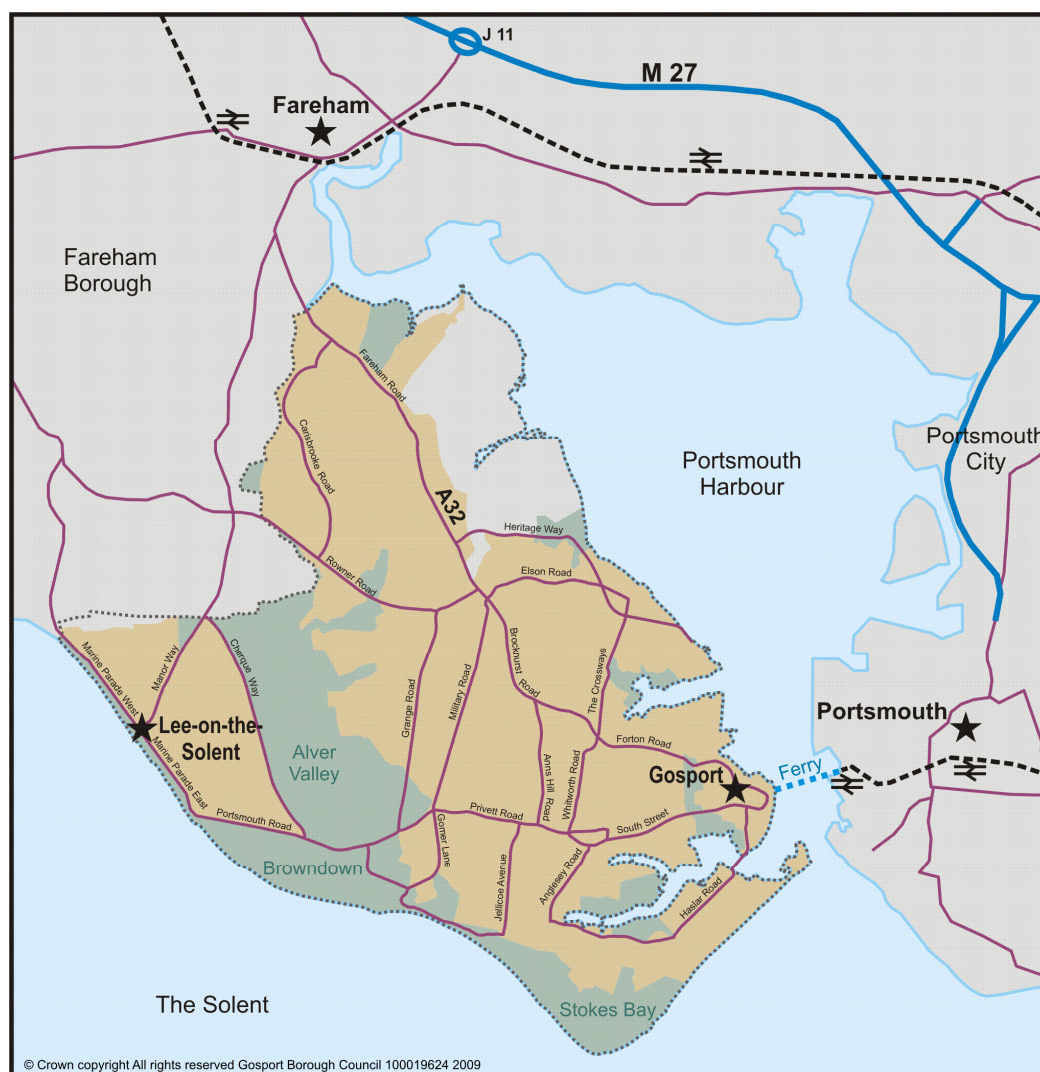 J 11
M 27
Fareham
Fareham
Borough
Fareham Road
Carisbrooke Road
Portsmouth
City
Portsmouth
Harbour
A32
Heritage Way
Rowner Road
Elson Road
Marine Parade West
Manor Way
Cherque Way
Grange Road
Military Road
Brockhurst Road
The Crossways
Lee-on-the-
Solent
Alver
Valley
Forton Road
Portsmouth
Gosport
Ferry
Marine Parade East
Anns Hill Road
Whitworth Road
Portsmouth Road
Privett Road
South Street
Gomer Lane
Browndown
Jellicoe Avenue
Anglesey Road
Haslar Road
The Solent
Stokes Bay
© Crown copyright All rights reserved Gosport Borough Council 100019624 2009